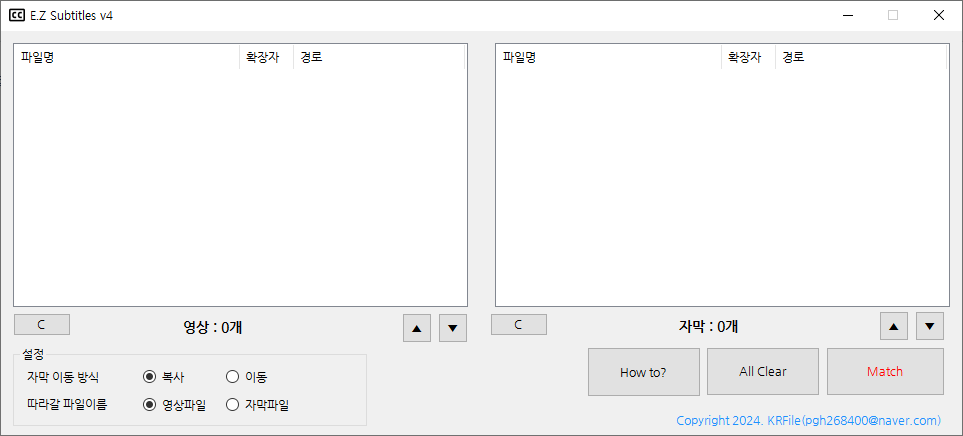 E.Z Subtitles v4
파일명 확장자 경로
파일명 확장자 경로
C 영상 : 0개 ▲ ▼
C 자막 : 0개 ▲ ▼
설정
자막 이동 방식 복사 이동
따라갈 파일이름 영상파일 자막파일
How to? All Clear Match
Copyright 2024. KRFile(pgh268400@naver.com)